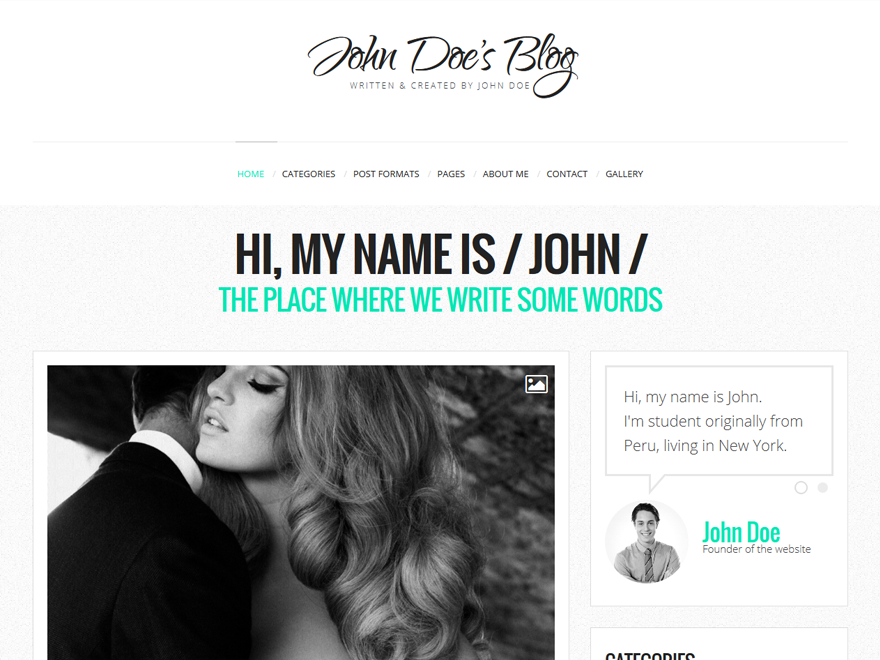 John Doe's Blog
WRITTEN & CREATED BY JOHN DOE
HOME / CATEGORIES / POST FORMATS / PAGES / ABOUT ME / CONTACT / GALLERY
HI, MY NAME IS / JOHN /
THE PLACE WHERE WE WRITE SOME WORDS
Hi, my name is John.
I'm student originally from
Peru, living in New York.
John Doe
Founder of the website
CATEGORIES